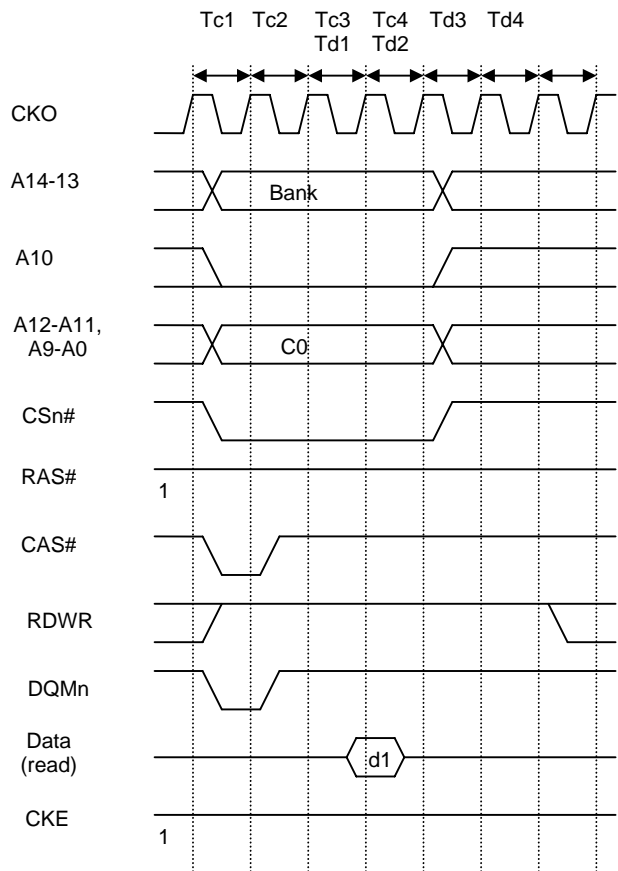 Tc1 Tc2 Tc3 Tc4 Td3 Td4
Td1 Td2
CKO
A14-13
Bank
A10
A12-A11,
A9-A0
C0
CSn#
RAS#
1
CAS#
RDWR
DQMn
Data
(read)
d1
CKE
1